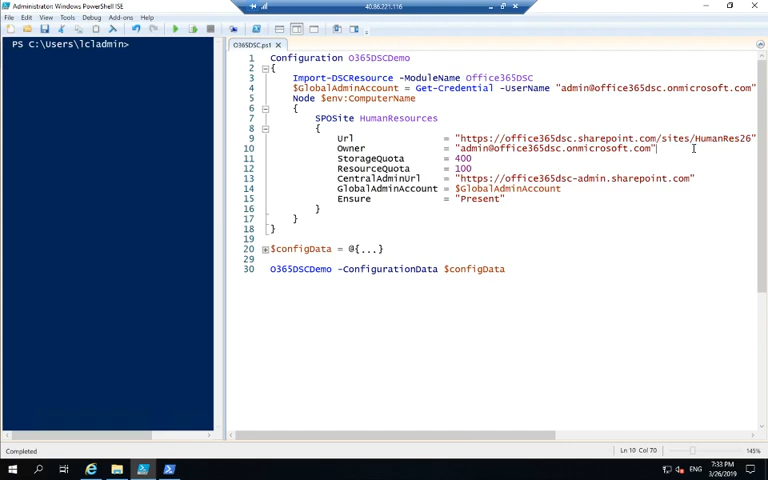 Administrator: Windows PowerShell ISE
40.86.221.116
File Edit View Tools Debug Add-ons Help
PS C:\Users\lcladmin>
O365DSC.ps1
1 Configuration O365DSCDemo
2 {
3 Import-DSCResource -ModuleName Office365DSC
4 $GlobalAdminAccount = Get-Credential -UserName "admin@office365dsc.onmicrosoft.com"
5 Node $env:ComputerName
6 {
7 SPOSite HumanResources
8 {
9 Url = "https://office365dsc.sharepoint.com/sites/HumanRes26"
10 Owner = "admin@office365dsc.onmicrosoft.com"
11 StorageQuota = 400
12 ResourceQuota = 100
13 CentralAdminUrl = "https://office365dsc-admin.sharepoint.com"
14 GlobalAdminAccount = $GlobalAdminAccount
15 Ensure = "Present"
16 }
17 }
18 }
19
20 $configData = @{...}
29
30 O365DSCDemo -ConfigurationData $configData
Completed
Ln 10 Col 70
145%
ENG
7:33 PM
3/26/2019